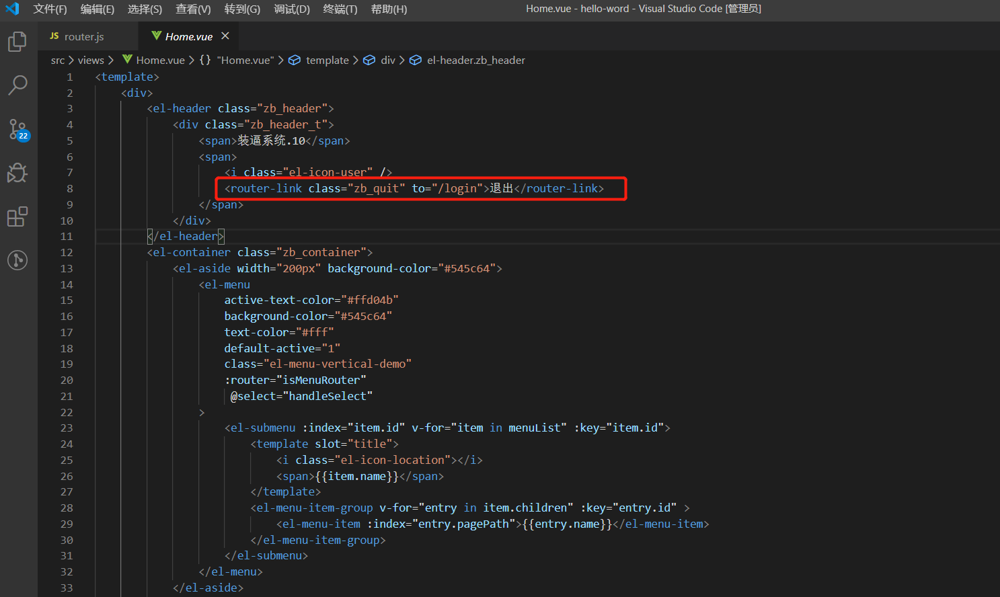 文件(F) 编辑(E) 选择(S) 查看(V) 转到(G) 调试(D) 终端(T) 帮助(H) Home.vue - hello-word - Visual Studio Code [管理员]
JS router.js Home.vue ×
src > views > Home.vue > {} "Home.vue" > template > div > el-header.zb_header
1 <template>
2 <div>
3 <el-header class="zb_header">
4 <div class="zb_header_t">
5 <span>装逼系统.10</span>
6 <span>
7 <i class="el-icon-user" />
8 <router-link class="zb_quit" to="/login">退出</router-link>
9 </span>
10 </div>
11 </el-header>
12 <el-container class="zb_container">
13 <el-aside width="200px" background-color="#545c64">
14 <el-menu
15 active-text-color="#ffd04b"
16 background-color="#545c64"
17 text-color="#fff"
18 default-active="1"
19 class="el-menu-vertical-demo"
20 :router="isMenuRouter"
21 @select="handleSelect"
22 >
23 <el-submenu :index="item.id" v-for="item in menuList" :key="item.id">
24 <template slot="title">
25 <i class="el-icon-location"></i>
26 <span>{{item.name}}</span>
27 </template>
28 <el-menu-item-group v-for="entry in item.children" :key="entry.id" >
29 <el-menu-item :index="entry.pagePath">{{entry.name}}</el-menu-item>
30 </el-menu-item-group>
31 </el-submenu>
32 </el-menu>
33 </el-aside>
22